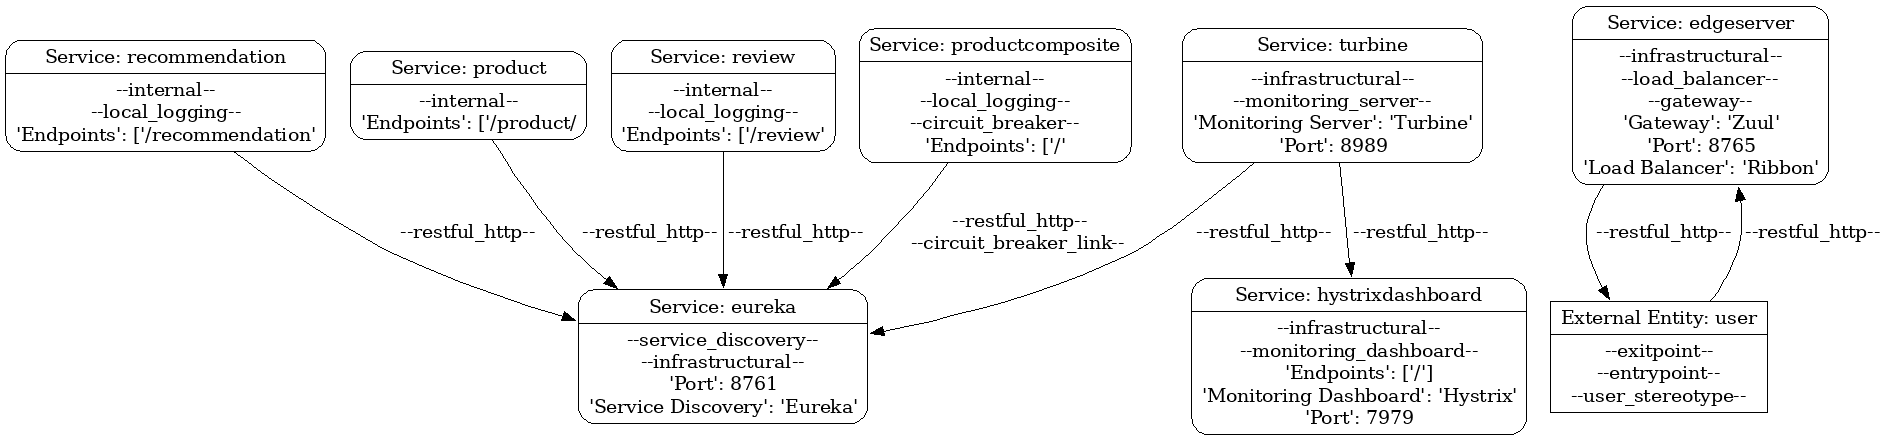 Service: recommendation
--internal--
--local_logging--
'Endpoints': ['/recommendation'
Service: product
--internal--
'Endpoints': ['/product/
Service: review
--internal--
--local_logging--
'Endpoints': ['/review'
Service: productcomposite
--internal--
--local_logging--
--circuit_breaker--
'Endpoints': ['/'
Service: turbine
--infrastructural--
--monitoring_server--
'Monitoring Server': 'Turbine'
'Port': 8989
Service: edgeserver
--infrastructural--
--load_balancer--
--gateway--
'Gateway': 'Zuul'
'Port': 8765
'Load Balancer': 'Ribbon'
--restful_http--
--restful_http--
--restful_http--
--restful_http--
--circuit_breaker_link--
--restful_http--
--restful_http--
--restful_http--
--restful_http--
Service: eureka
--service_discovery--
--infrastructural--
'Port': 8761
'Service Discovery': 'Eureka'
Service: hystrixdashboard
--infrastructural--
--monitoring_dashboard--
'Endpoints': ['/']
'Monitoring Dashboard': 'Hystrix'
'Port': 7979
External Entity: user
--exitpoint--
--entrypoint--
--user_stereotype--